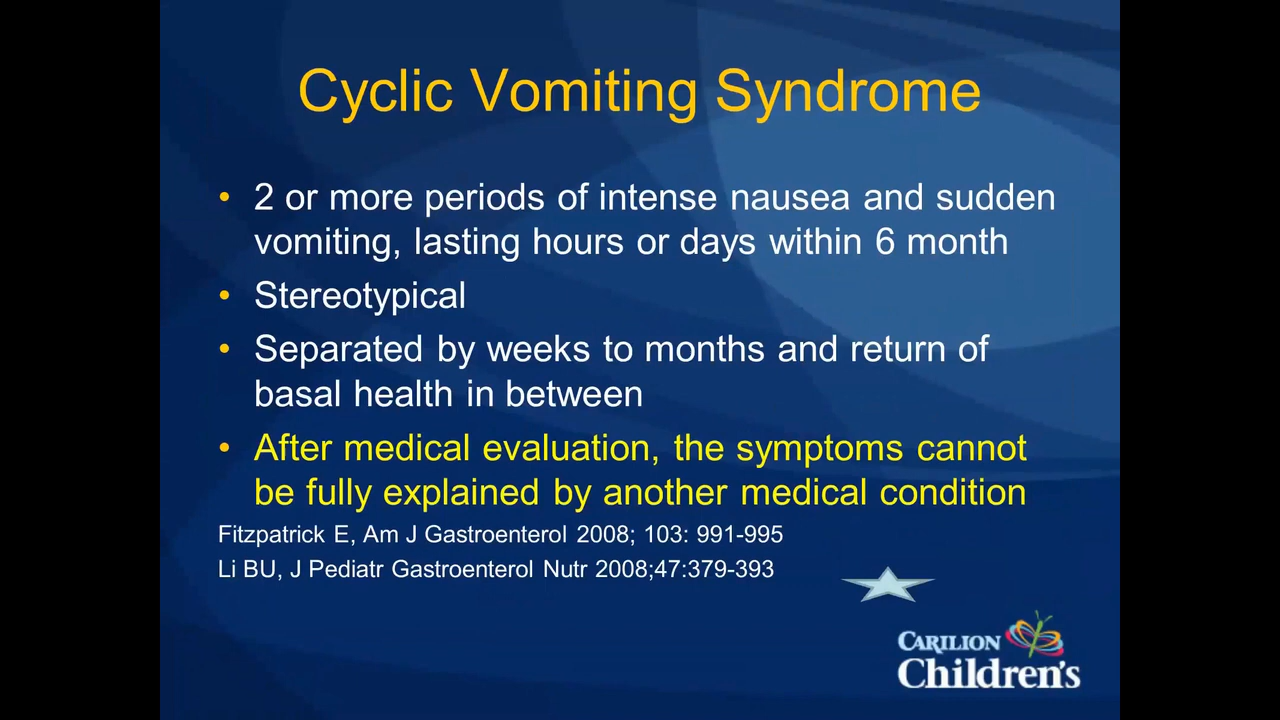 Cyclic Vomiting Syndrome
• 2 or more periods of intense nausea and sudden
vomiting, lasting hours or days within 6 month
• Stereotypical
• Separated by weeks to months and return of
basal health in between
• After medical evaluation, the symptoms cannot
be fully explained by another medical condition
Fitzpatrick E, Am J Gastroenterol 2008; 103: 991-995
Li BU, J Pediatr Gastroenterol Nutr 2008;47:379-393
CARILION
Children's